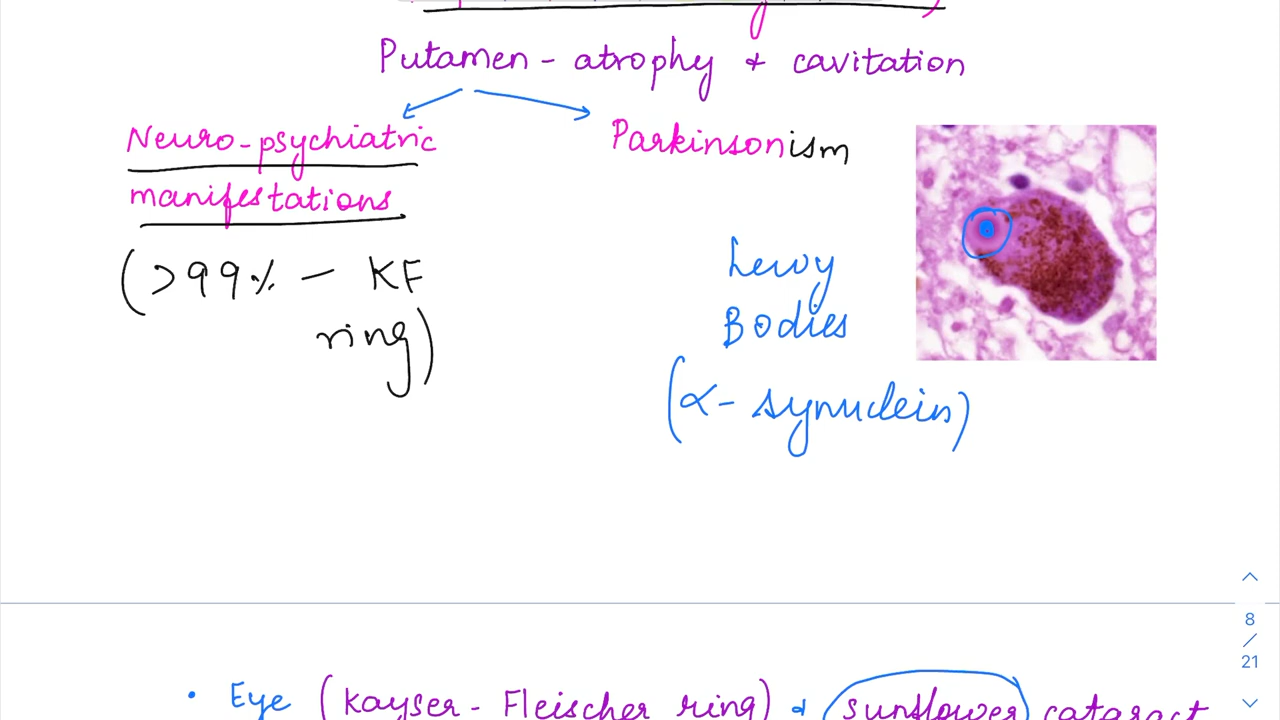 Putamen - atrophy & cavitation
Neuro-psychiatric
manifestations
Parkinsonism
(>99% - KF
ring)
Lewy
Bodies
(α- synuclein)
8
/
21
• Eye (Kayser - Fleischer ring) & sunflower cataract